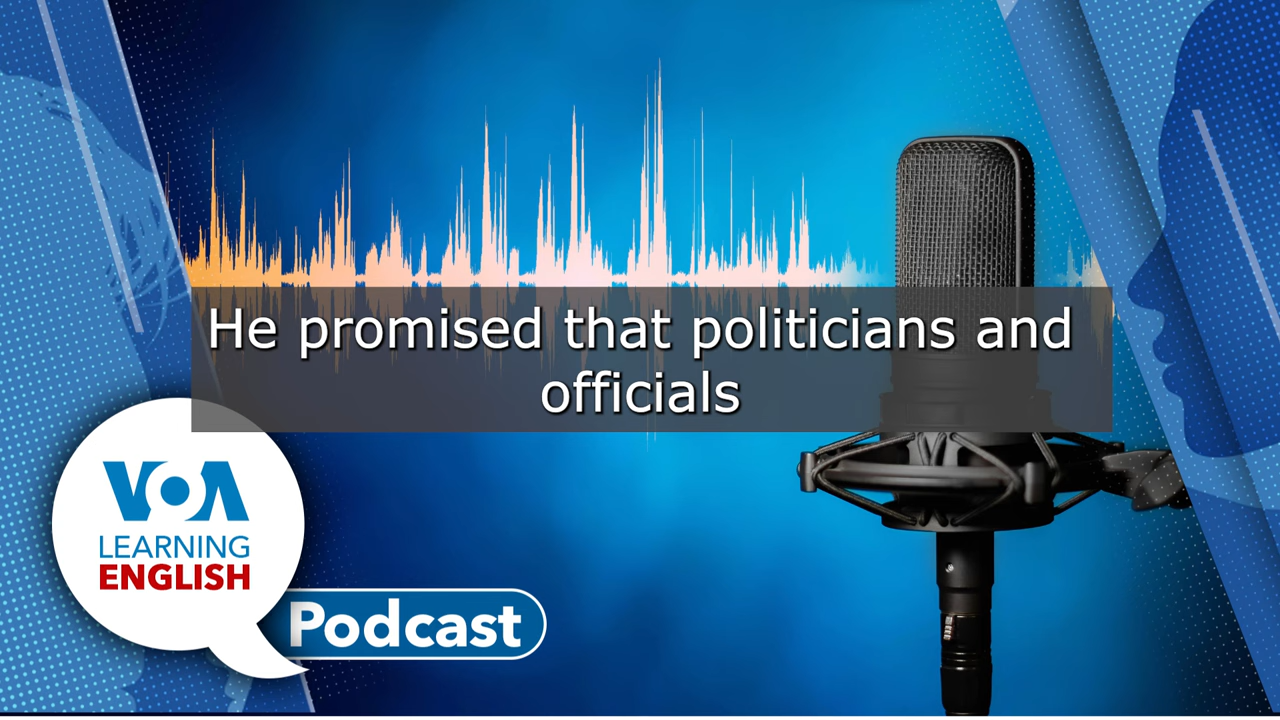 He promised that politicians and
officials
VOA
LEARNING
ENGLISH
Podcast